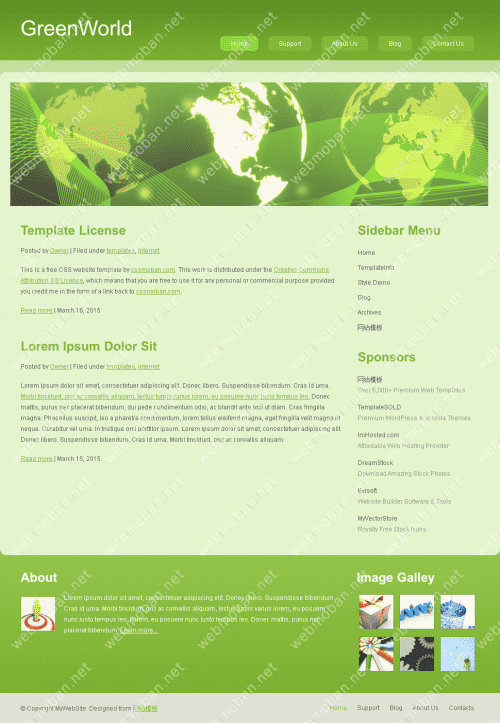 GreenWorld
Home Support About Us Blog Contact Us
Template License
Posted by Owner | Filed under templates, internet
This is a free CSS website template by cssmoban.com. This work is distributed under the Creative Commons
Attribution 3.0 License, which means that you are free to use it for any personal or commercial purpose provided
you credit me in the form of a link back to cssmoban.com.
Read more | March 16, 2015
Lorem Ipsum Dolor Sit
Posted by Owner | Filed under templates, internet
Lorem ipsum dolor sit amet, consectetuer adipiscing elit. Donec libero. Suspendisse bibendum. Cras id urna.
Morbi tincidunt, orci ac convallis aliquam, lectus turpis varius lorem, eu posuere nunc justo tempus leo. Donec
mattis, purus nec placerat bibendum, dui pede condimentum odio, ac blandit ante orci ut diam. Cras fringilla
magna. Phasellus suscipit, leo a pharetra condimentum, lorem tellus eleifend magna, eget fringilla velit magna id
neque. Curabitur vel urna. In tristique orci porttitor ipsum. Lorem ipsum dolor sit amet, consectetuer adipiscing elit.
Donec libero. Suspendisse bibendum. Cras id urna. Morbi tincidunt, orci ac convallis aliquam.
Read more | March 15, 2015
Sidebar Menu
Home
TemplateInfo
Style Demo
Blog
Archives
网站模板
Sponsors
网站模板
Over 6,000+ Premium Web Templates
TemplateSOLD
Premium WordPress & Joomla Themes
ImHosted.com
Affordable Web Hosting Provider
DreamStock
Download Amazing Stock Photos
Evrsoft
Website Builder Software & Tools
MyVectorStore
Royalty Free Stock Icons
About
Lorem ipsum dolor sit amet, consectetuer adipiscing elit. Donec libero. Suspendisse bibendum.
Cras id urna. Morbi tincidunt, orci ac convallis aliquam, lectus turpis varius lorem, eu posuere
nunc justo tempus leo. Donec mattis, purus nec
placerat bibendum. Learn more...
Image Galley
© Copyright MyWebSite. Designed from 网站模板
Home Support Blog About Us Contacts
webmoban.net